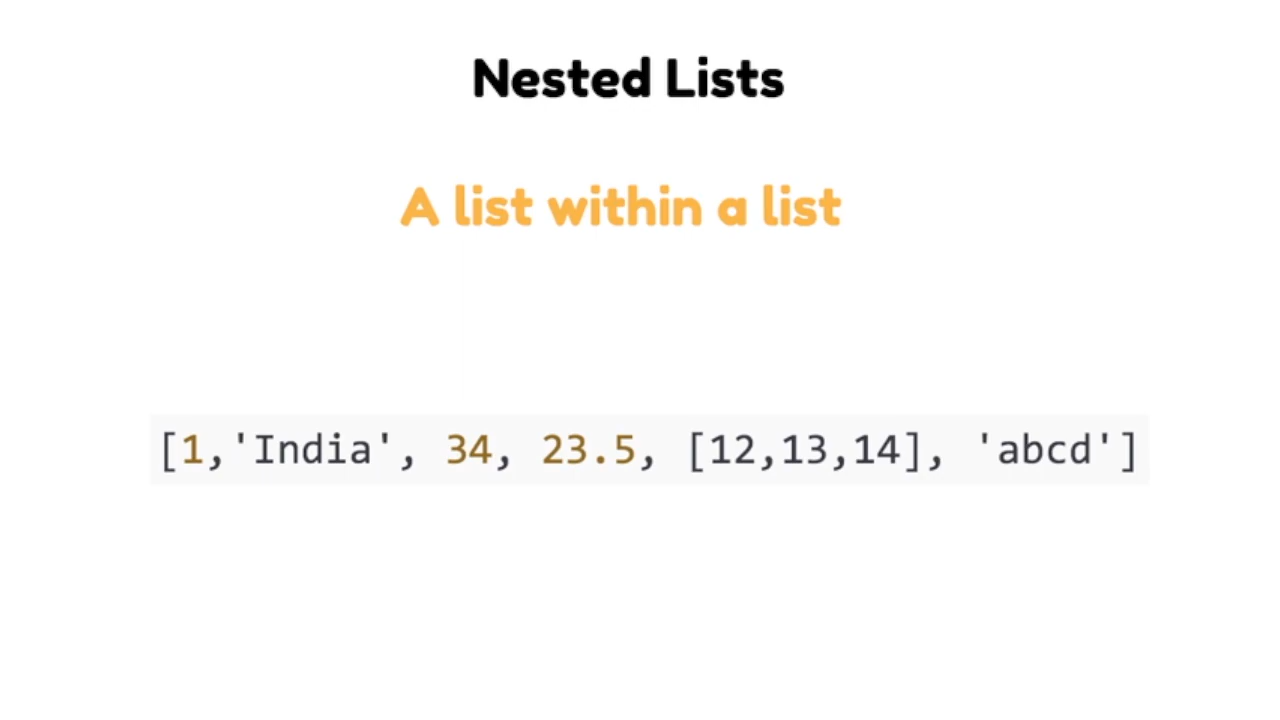 Nested Lists
A list within a list
[1,'India', 34, 23.5, [12,13,14], 'abcd']